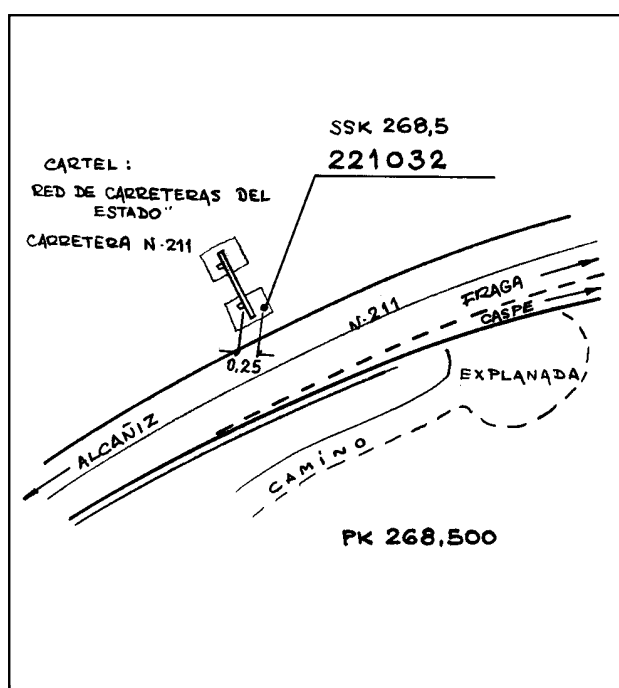 SSK 268,5
221032
CARTEL :
RED DE CARRETERAS DEL
ESTADO"
CARRETERA N-211
FRAGA
N-211
CASPE
0,25
EXPLANADA
ALCAÑIZ
CAMINO
PK 268,500